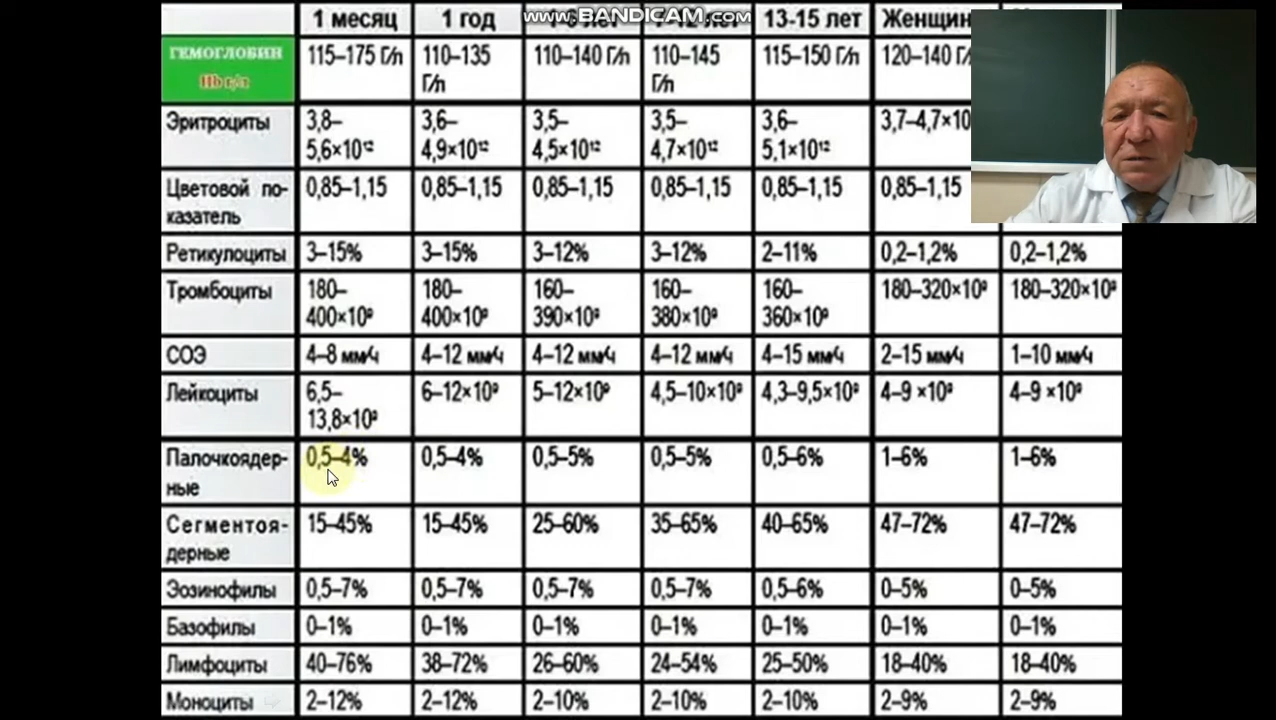 www.BANDICAM.com
1 месяц 1 год 13-15 лет Женщин
ГЕМОГЛОБИН 115–175 Г/л 110–135 110–140 Г/л 110–145 115–150 Г/л 120–140 Г/
Hb г/л Г/л Г/л
Эритроциты 3,8– 3,6– 3,5– 3,5– 3,6– 3,7–4,7×10
5,6×10¹² 4,9×10¹² 4,5×10¹² 4,7×10¹² 5,1×10¹²
Цветовой по- 0,85–1,15 0,85–1,15 0,85–1,15 0,85–1,15 0,85–1,15 0,85–1,15
казатель
Ретикулоциты 3–15% 3–15% 3–12% 3–12% 2–11% 0,2–1,2% 0,2–1,2%
Тромбоциты 180– 180– 160– 160– 160– 180–320×10⁹ 180–320×10⁹
400×10⁹ 400×10⁹ 390×10⁹ 380×10⁹ 360×10⁹
СОЭ 4–8 мм/ч 4–12 мм/ч 4–12 мм/ч 4–12 мм/ч 4–15 мм/ч 2–15 мм/ч 1–10 мм/ч
Лейкоциты 6,5– 6–12×10⁹ 5–12×10⁹ 4,5–10×10⁹ 4,3–9,5×10⁹ 4–9 ×10⁹ 4–9 ×10⁹
13,8×10⁹
Палочкоядер- 0,5–4% 0,5–4% 0,5–5% 0,5–5% 0,5–6% 1–6% 1–6%
ные
Сегментоя- 15–45% 15–45% 25–60% 35–65% 40–65% 47–72% 47–72%
дерные
Эозинофилы 0,5–7% 0,5–7% 0,5–7% 0,5–7% 0,5–6% 0–5% 0–5%
Базофилы 0–1% 0–1% 0–1% 0–1% 0–1% 0–1% 0–1%
Лимфоциты 40–76% 38–72% 26–60% 24–54% 25–50% 18–40% 18–40%
Моноциты 2–12% 2–12% 2–10% 2–10% 2–10% 2–9% 2–9%